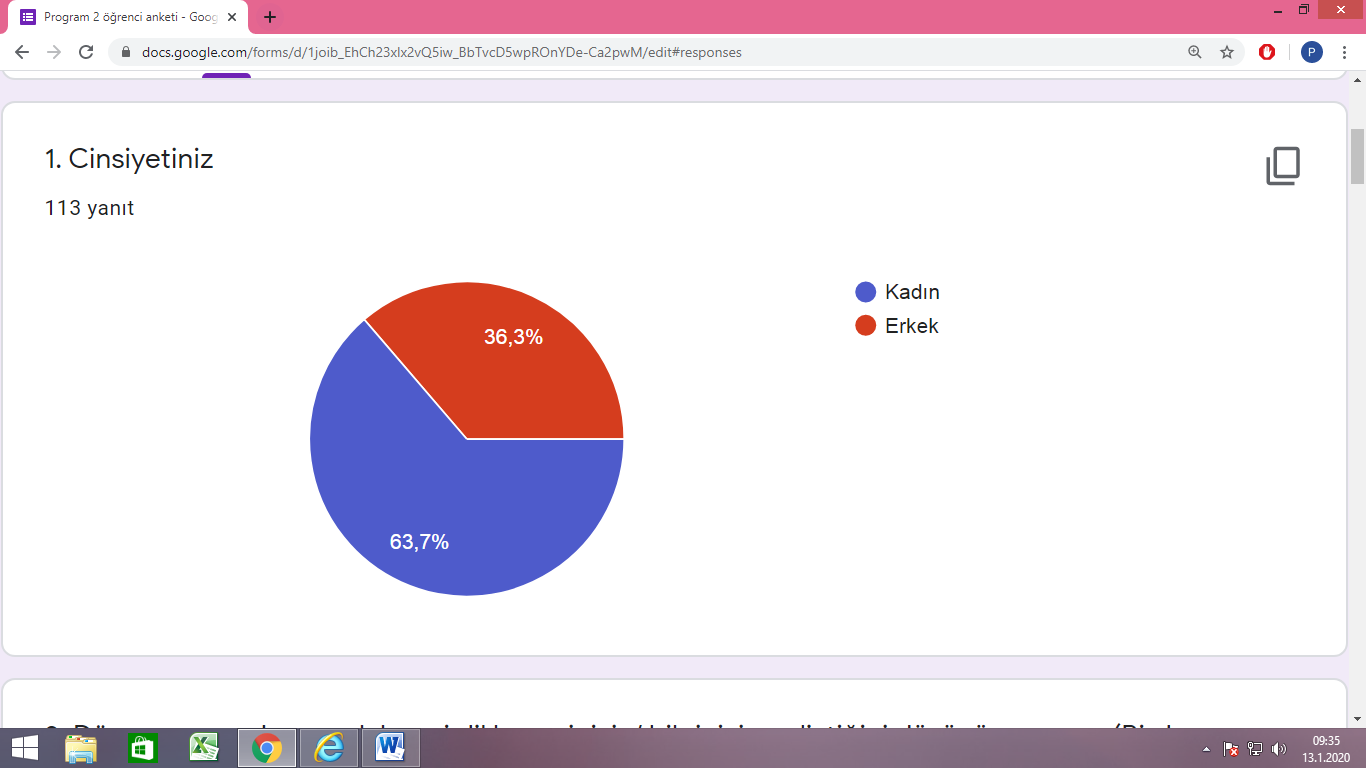 Program 2 öğrenci anketi - Goog
docs.google.com/forms/d/1joib_EhCh23xlx2vQ5iw_BbTvcD5wpROnYDe-Ca2pwM/edit#responses
P
1. Cinsiyetiniz
113 yanıt
36,3%
63,7%
Kadın
Erkek
09:35
13.1.2020